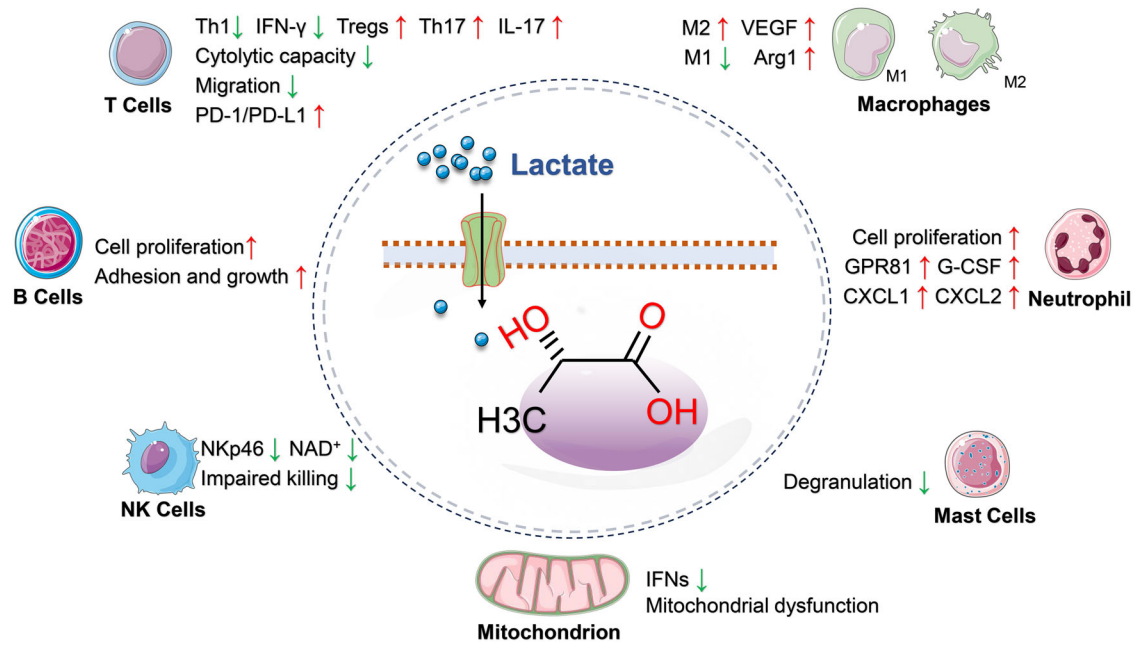 Th1↓ IFN-γ↓ Tregs↑ Th17↑ IL-17↑
Cytolytic capacity↓
Migration↓
PD-1/PD-L1↑
T Cells
M2↑ VEGF↑
M1↓ Arg1↑
M1
M2
Macrophages
Lactate
Cell proliferation↑
Adhesion and growth↑
B Cells
Cell proliferation↑
GPR81↑ G-CSF↑
CXCL1↑ CXCL2↑
Neutrophil
HO
O
H3C
OH
NKp46↓ NAD⁺↓
Impaired killing↓
NK Cells
Degranulation↓
Mast Cells
IFNs↓
Mitochondrial dysfunction
Mitochondrion